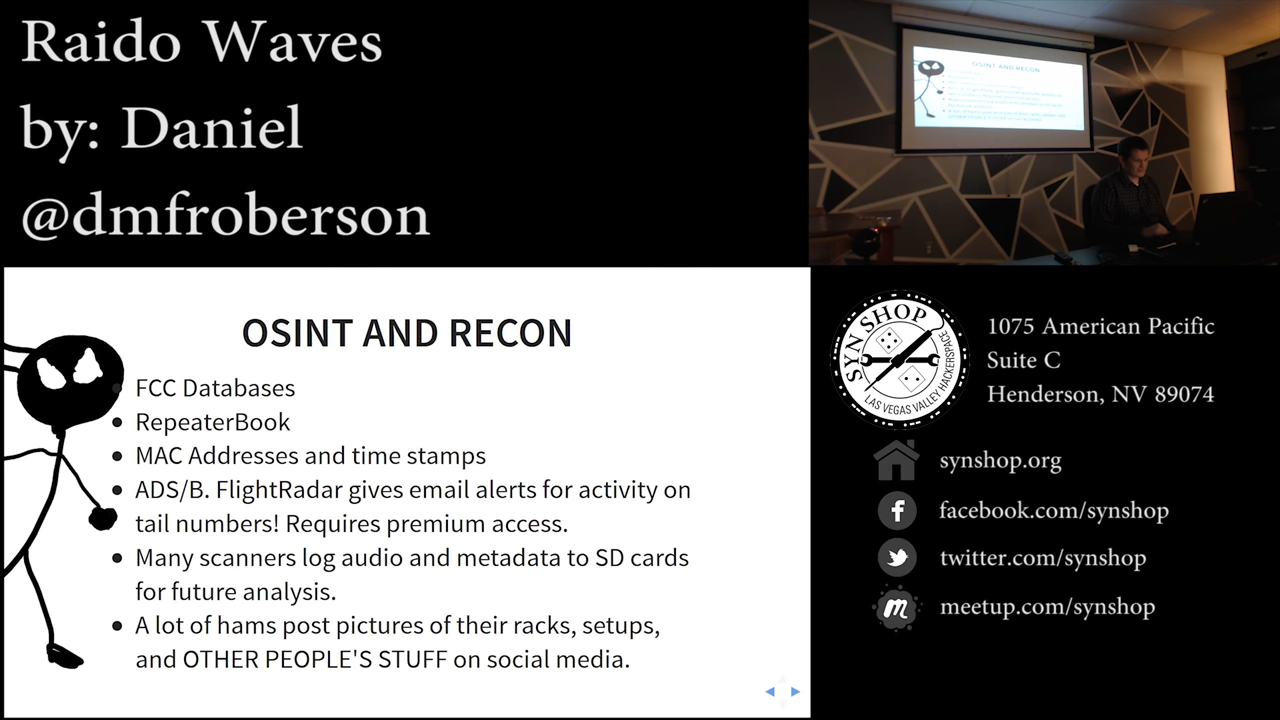 Raido Waves
by: Daniel
@dmfroberson
OSINT AND RECON
OSINT AND RECON
FCC Databases
RepeaterBook
MAC Addresses and time stamps
ADS/B. FlightRadar gives email alerts for activity on
tail numbers! Requires premium access.
Many scanners log audio and metadata to SD cards
for future analysis.
A lot of hams post pictures of their racks, setups,
and OTHER PEOPLE'S STUFF on social media.
SYN SHOP
LAS VEGAS VALLEY HACKERSPACE
1075 American Pacific
Suite C
Henderson, NV 89074
synshop.org
facebook.com/synshop
twitter.com/synshop
meetup.com/synshop